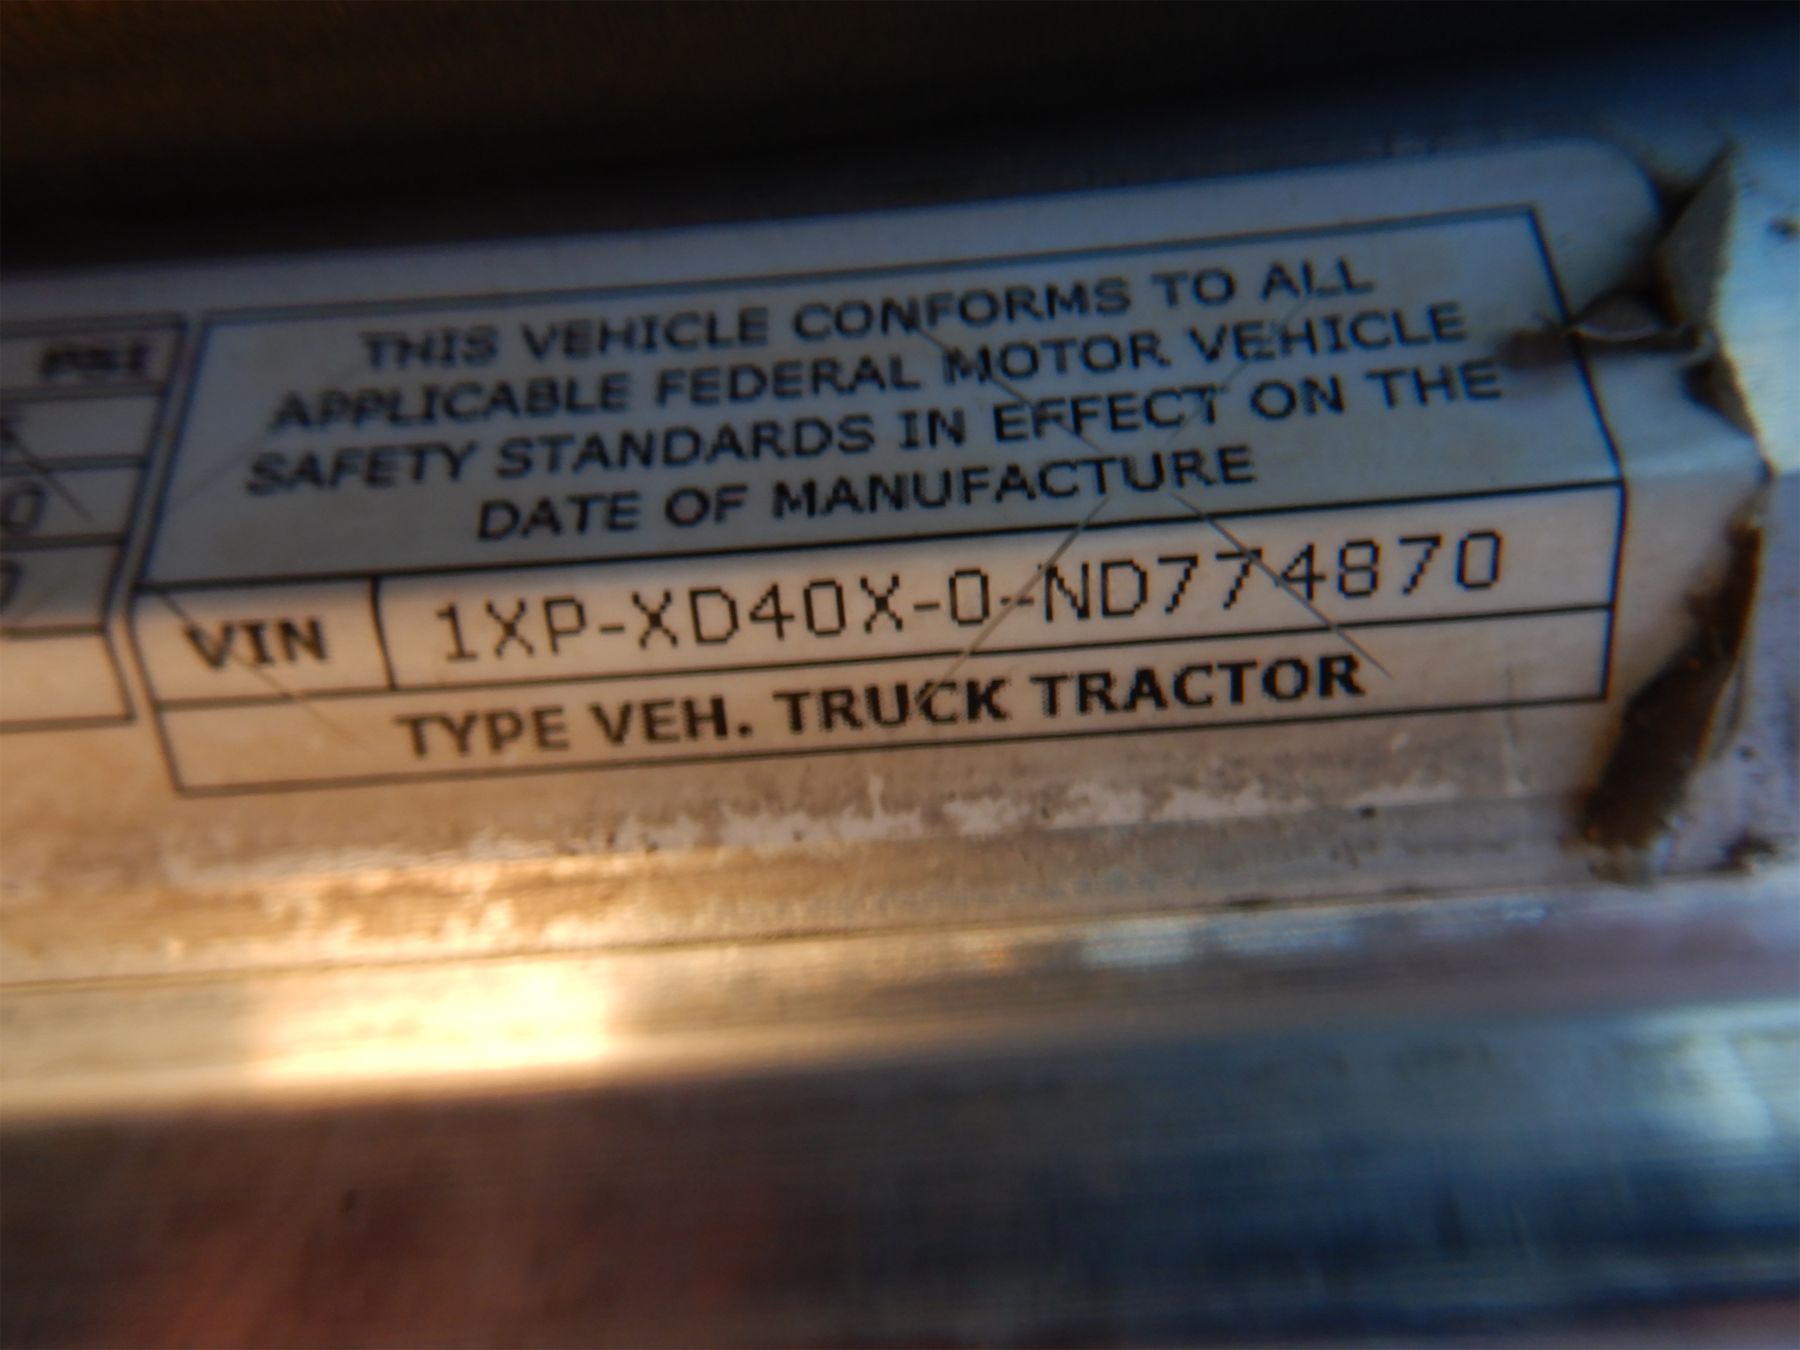 PSI
THIS VEHICLE CONFORMS TO ALL
APPLICABLE FEDERAL MOTOR VEHICLE
SAFETY STANDARDS IN EFFECT ON THE
DATE OF MANUFACTURE
VIN 1XP-XD40X-0-ND774870
TYPE VEH. TRUCK TRACTOR